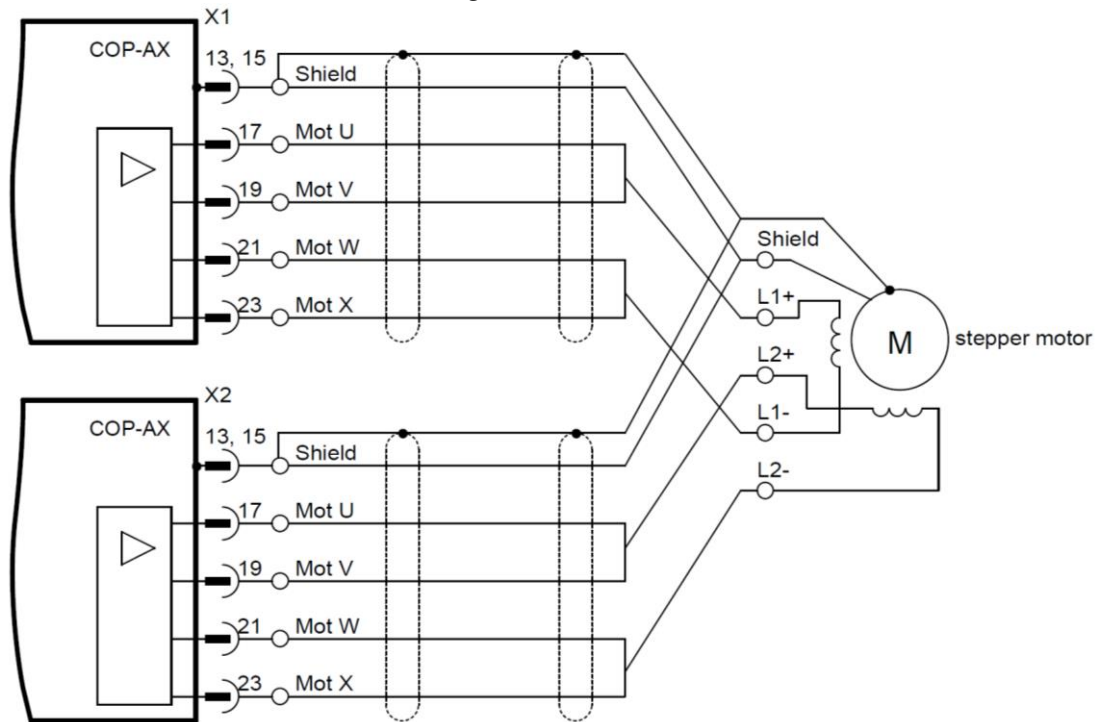 X1
COP-AX
13, 15
Shield
17 Mot U
19 Mot V
21 Mot W
23 Mot X
Shield
L1+
L2+
L1-
L2-
M
stepper motor
X2
COP-AX
13, 15
Shield
17 Mot U
19 Mot V
21 Mot W
23 Mot X